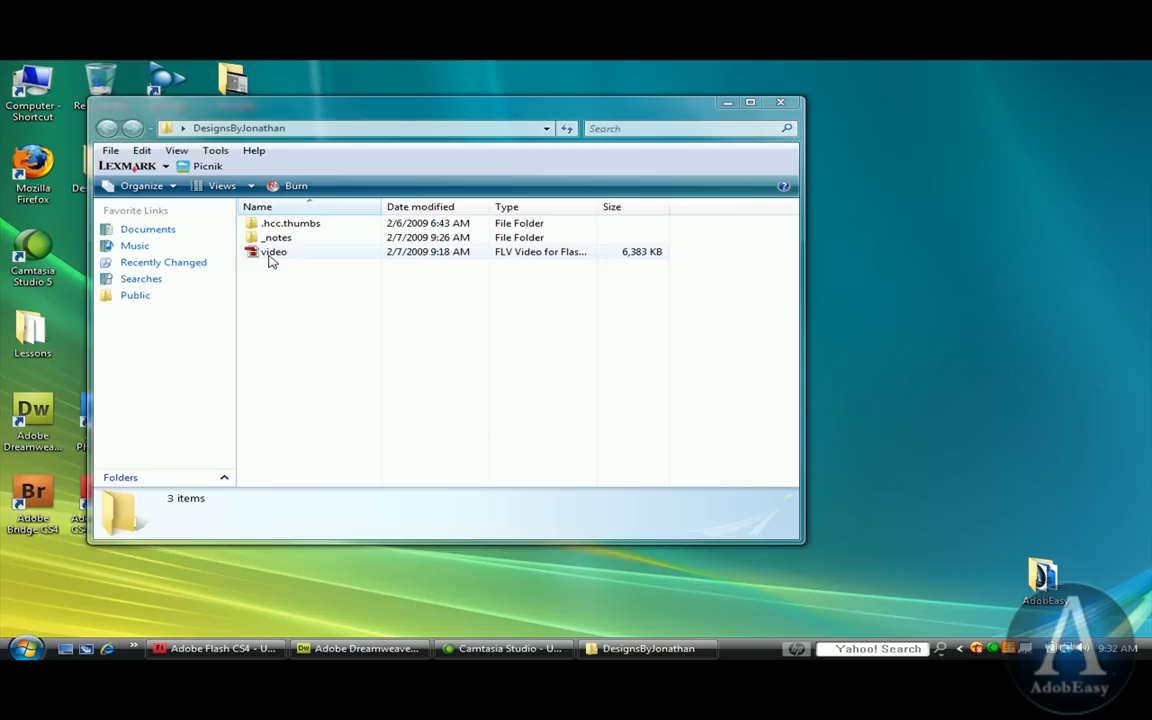 Computer -
Shortcut
Re
DesignsByJonathan
Search
File Edit View Tools Help
LEXMARK Picnik
Organize Views Burn
Favorite Links
Documents
Music
Recently Changed
Searches
Public
Folders
Name Date modified Type Size
.hcc.thumbs 2/6/2009 6:43 AM File Folder
_notes 2/7/2009 9:26 AM File Folder
video 2/7/2009 9:18 AM FLV Video for Flas... 6,383 KB
3 items
Mozilla
Firefox
De
Camtasia
Studio 5
Lessons
Dw
Adobe
Dreamwea...
Br
Adobe
Bridge CS4
AdobEasy
Adobe Flash CS4 - U...
Adobe Dreamweave...
Camtasia Studio - U...
DesignsByJonathan
Yahoo! Search
9:32 AM
AdobEasy